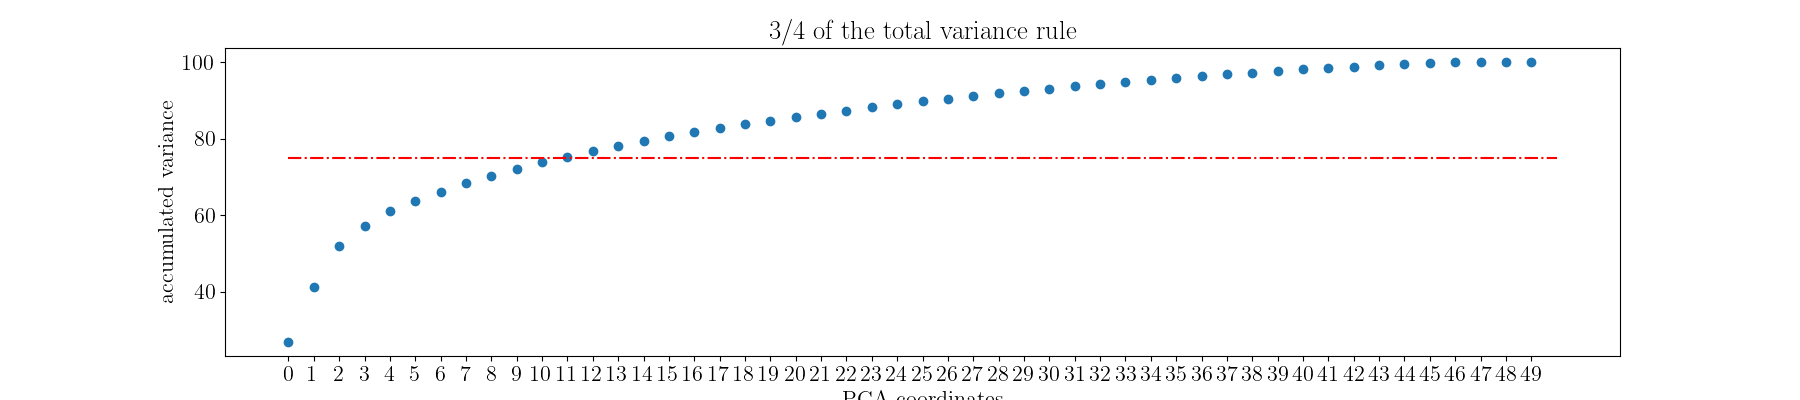 3/4 of the total variance rule
accumulated variance
100
80
60
40
0 1 2 3 4 5 6 7 8 9 10 11 12 13 14 15 16 17 18 19 20 21 22 23 24 25 26 27 28 29 30 31 32 33 34 35 36 37 38 39 40 41 42 43 44 45 46 47 48 49
PCA coordinates